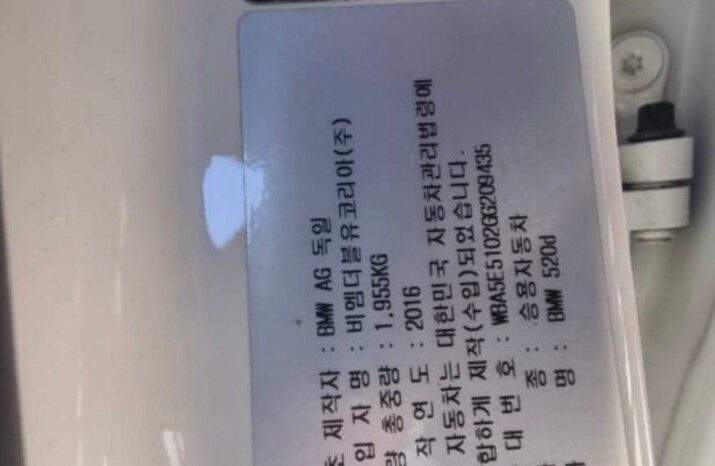 초 제작자 : BMW AG 독일
입 자 명 : 비엠더블유코리아(주)
량 총중량 : 1,955KG
작 연 도 : 2016
자동차는 대한민국 자동차관리법령에
합하게 제작(수입)되었습니다.
대 번 호 : WBA5E5102GG209435
종 : 승용자동차
명 : BMW 520d